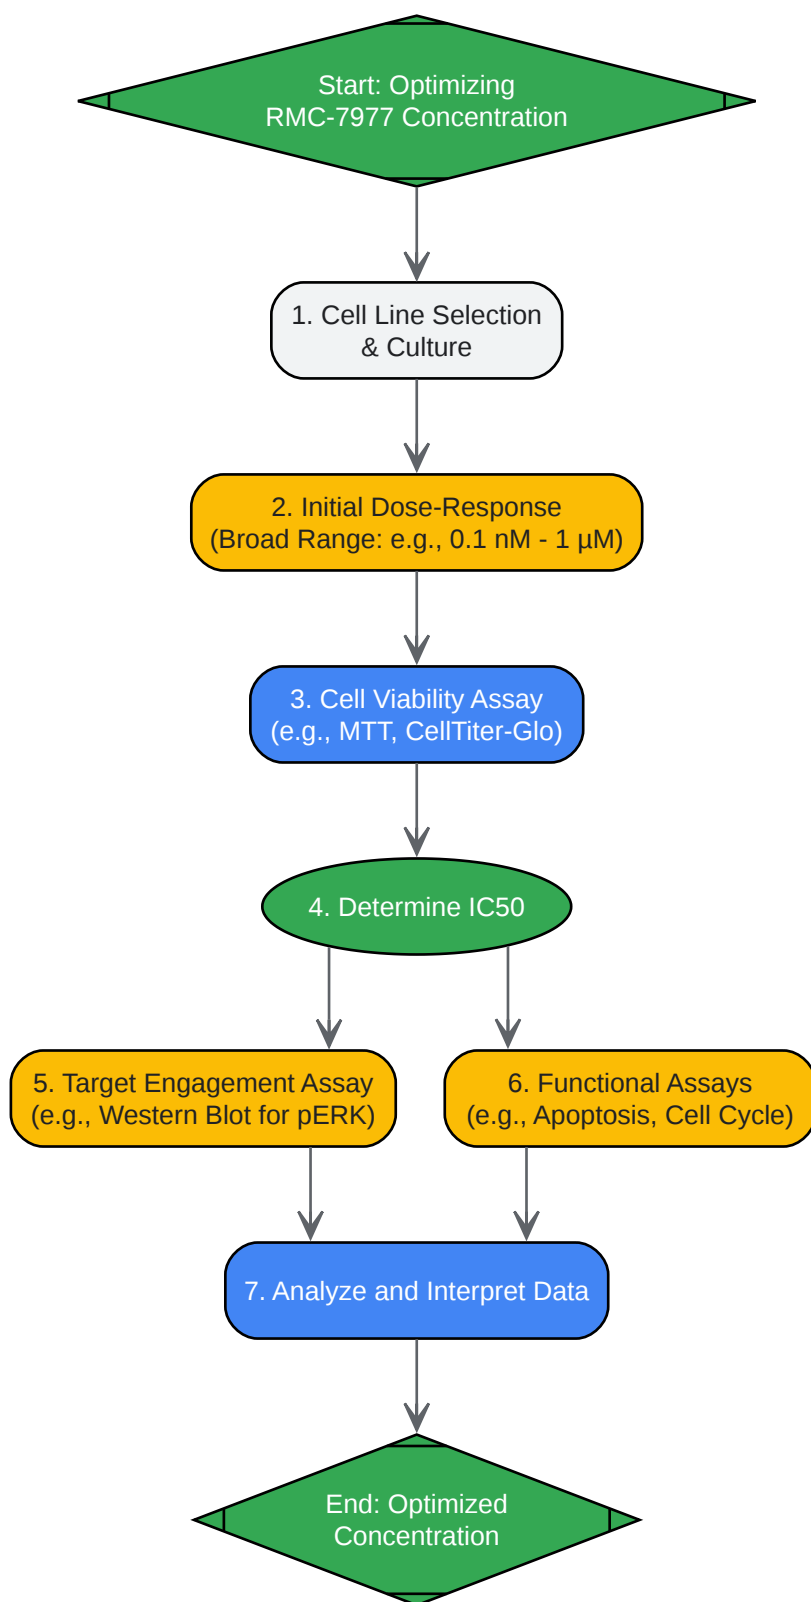 Start: Optimizing
RMC-7977 Concentration
1. Cell Line Selection
& Culture
2. Initial Dose-Response
(Broad Range: e.g., 0.1 nM - 1 µM)
3. Cell Viability Assay
(e.g., MTT, CellTiter-Glo)
4. Determine IC50
5. Target Engagement Assay
(e.g., Western Blot for pERK)
6. Functional Assays
(e.g., Apoptosis, Cell Cycle)
7. Analyze and Interpret Data
End: Optimized
Concentration